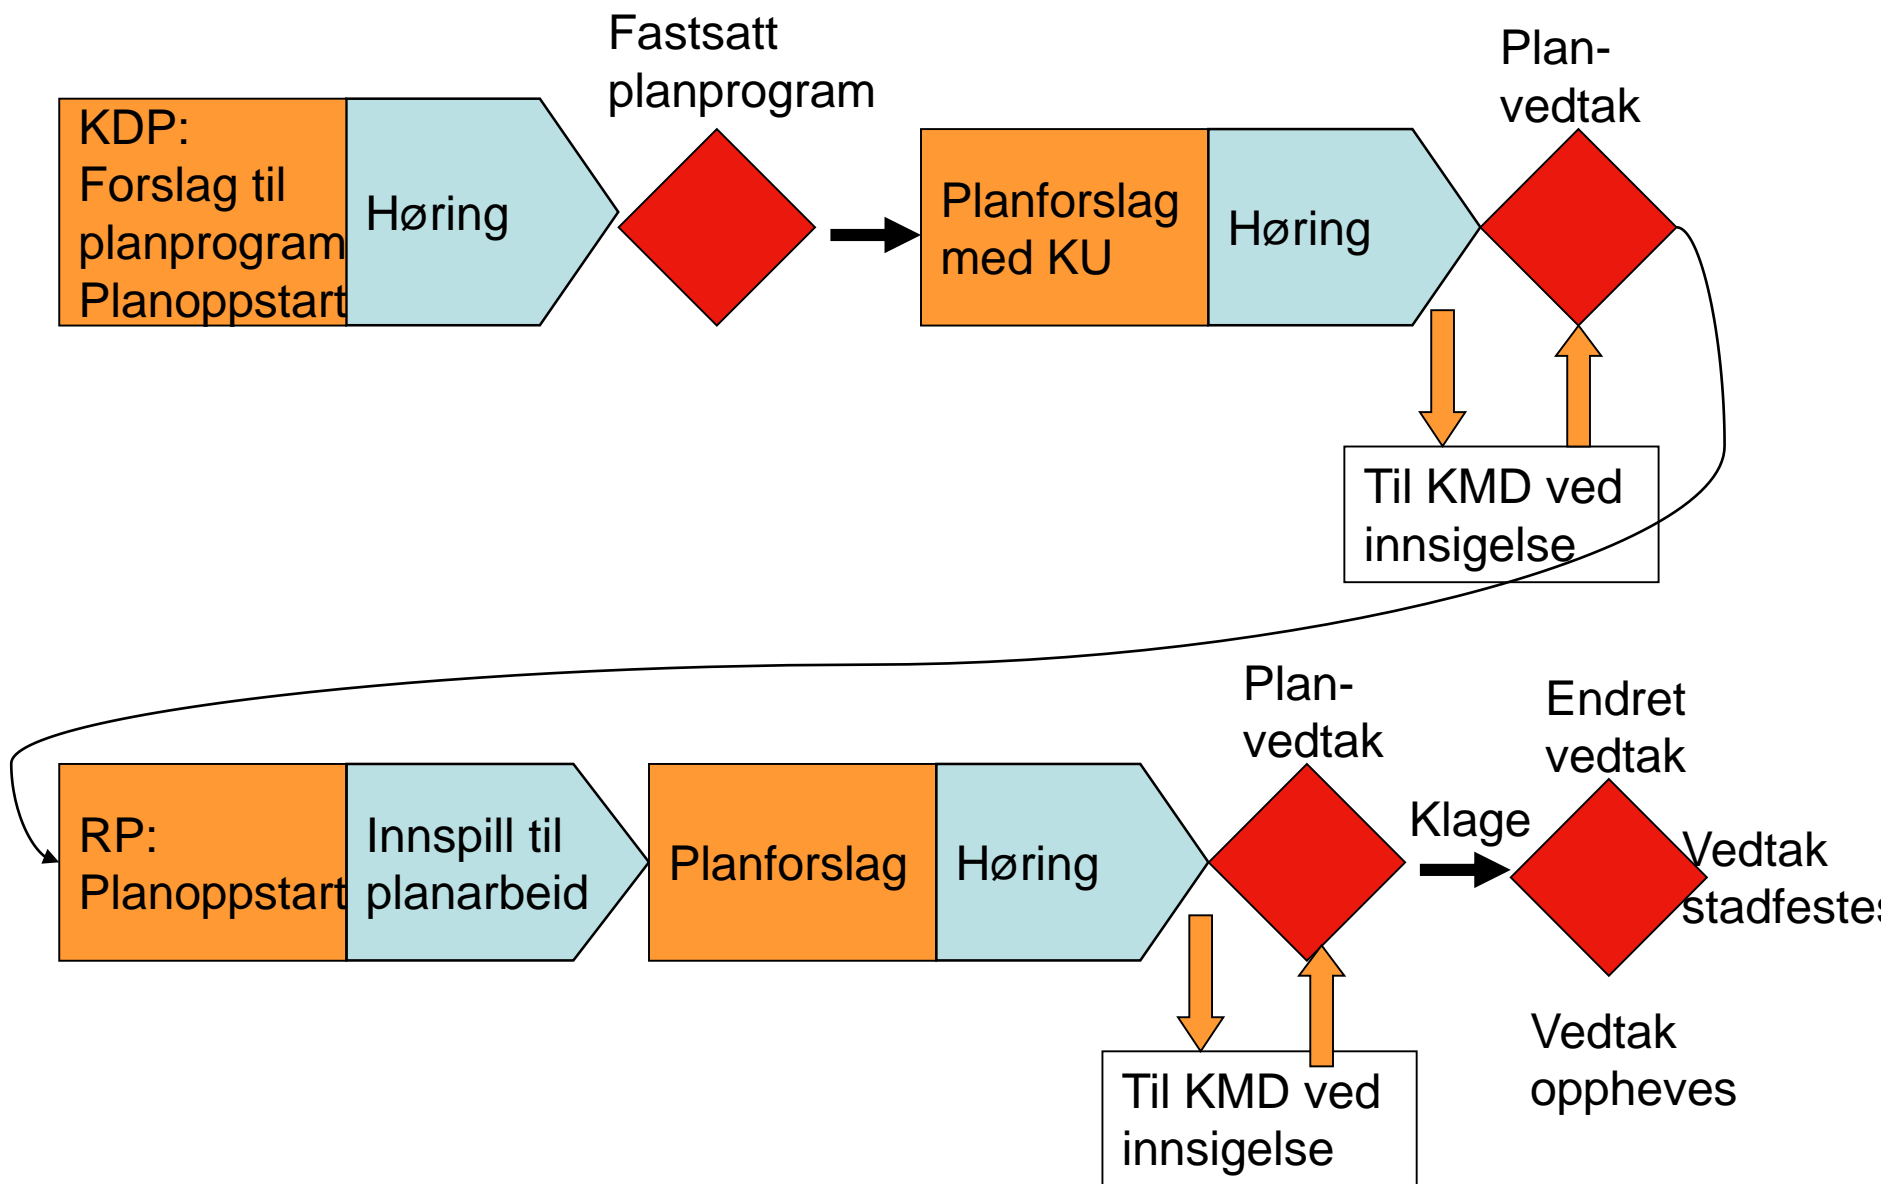 Fastsatt
planprogram
Plan-
vedtak
KDP:
Forslag til
planprogram
Planoppstart
Høring
Planforslag
med KU
Høring
Til KMD ved
innsigelse
Plan-
vedtak
Endret
vedtak
RP:
Planoppstart
Innspill til
planarbeid
Planforslag
Høring
Klage
Vedtak
stadfestes
Vedtak
oppheves
Til KMD ved
innsigelse